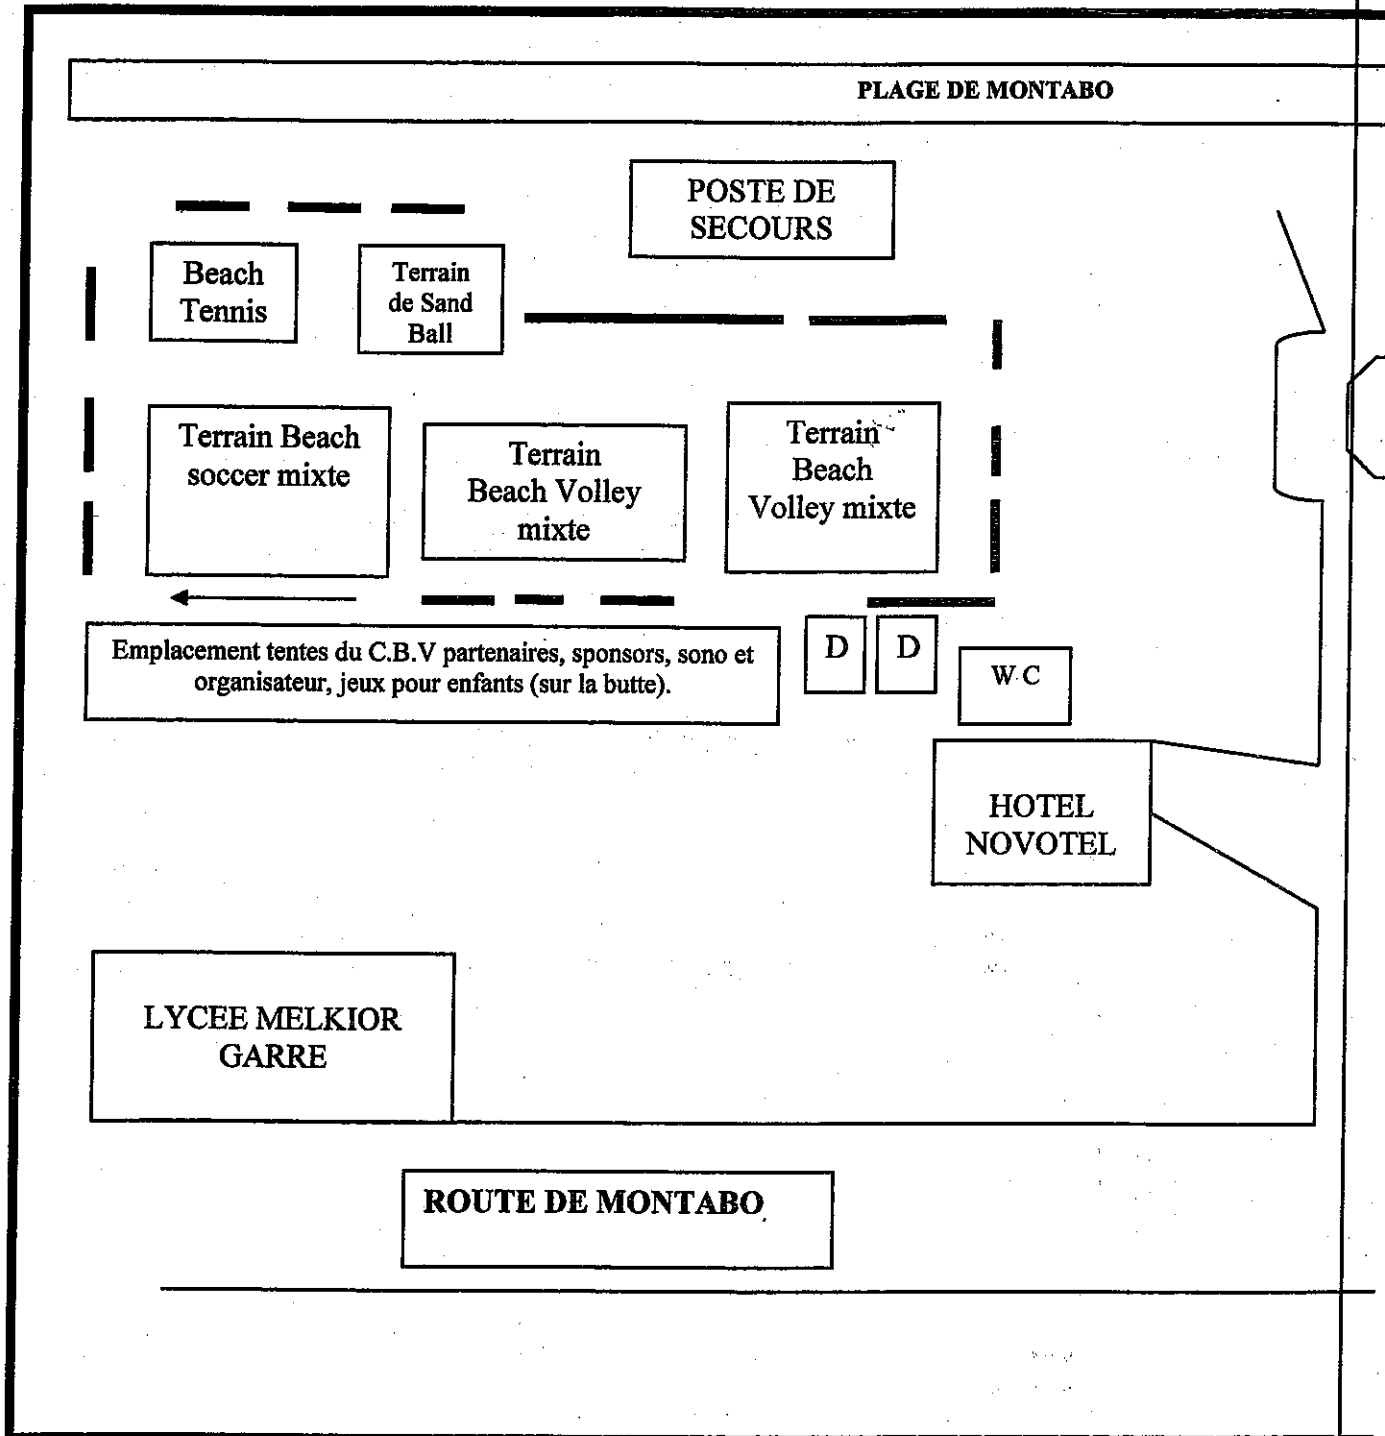 PLAGE DE MONTABO
POSTE DE
SECOURS
Beach
Tennis
Terrain
de Sand
Ball
Terrain Beach
soccer mixte
Terrain
Beach Volley
mixte
Terrain
Beach
Volley mixte
Emplacement tentes du C.B.V partenaires, sponsors, sono et
organisateur, jeux pour enfants (sur la butte).
D
D
W C
HOTEL
NOVOTEL
LYCEE MELKIOR
GARRE
ROUTE DE MONTABO